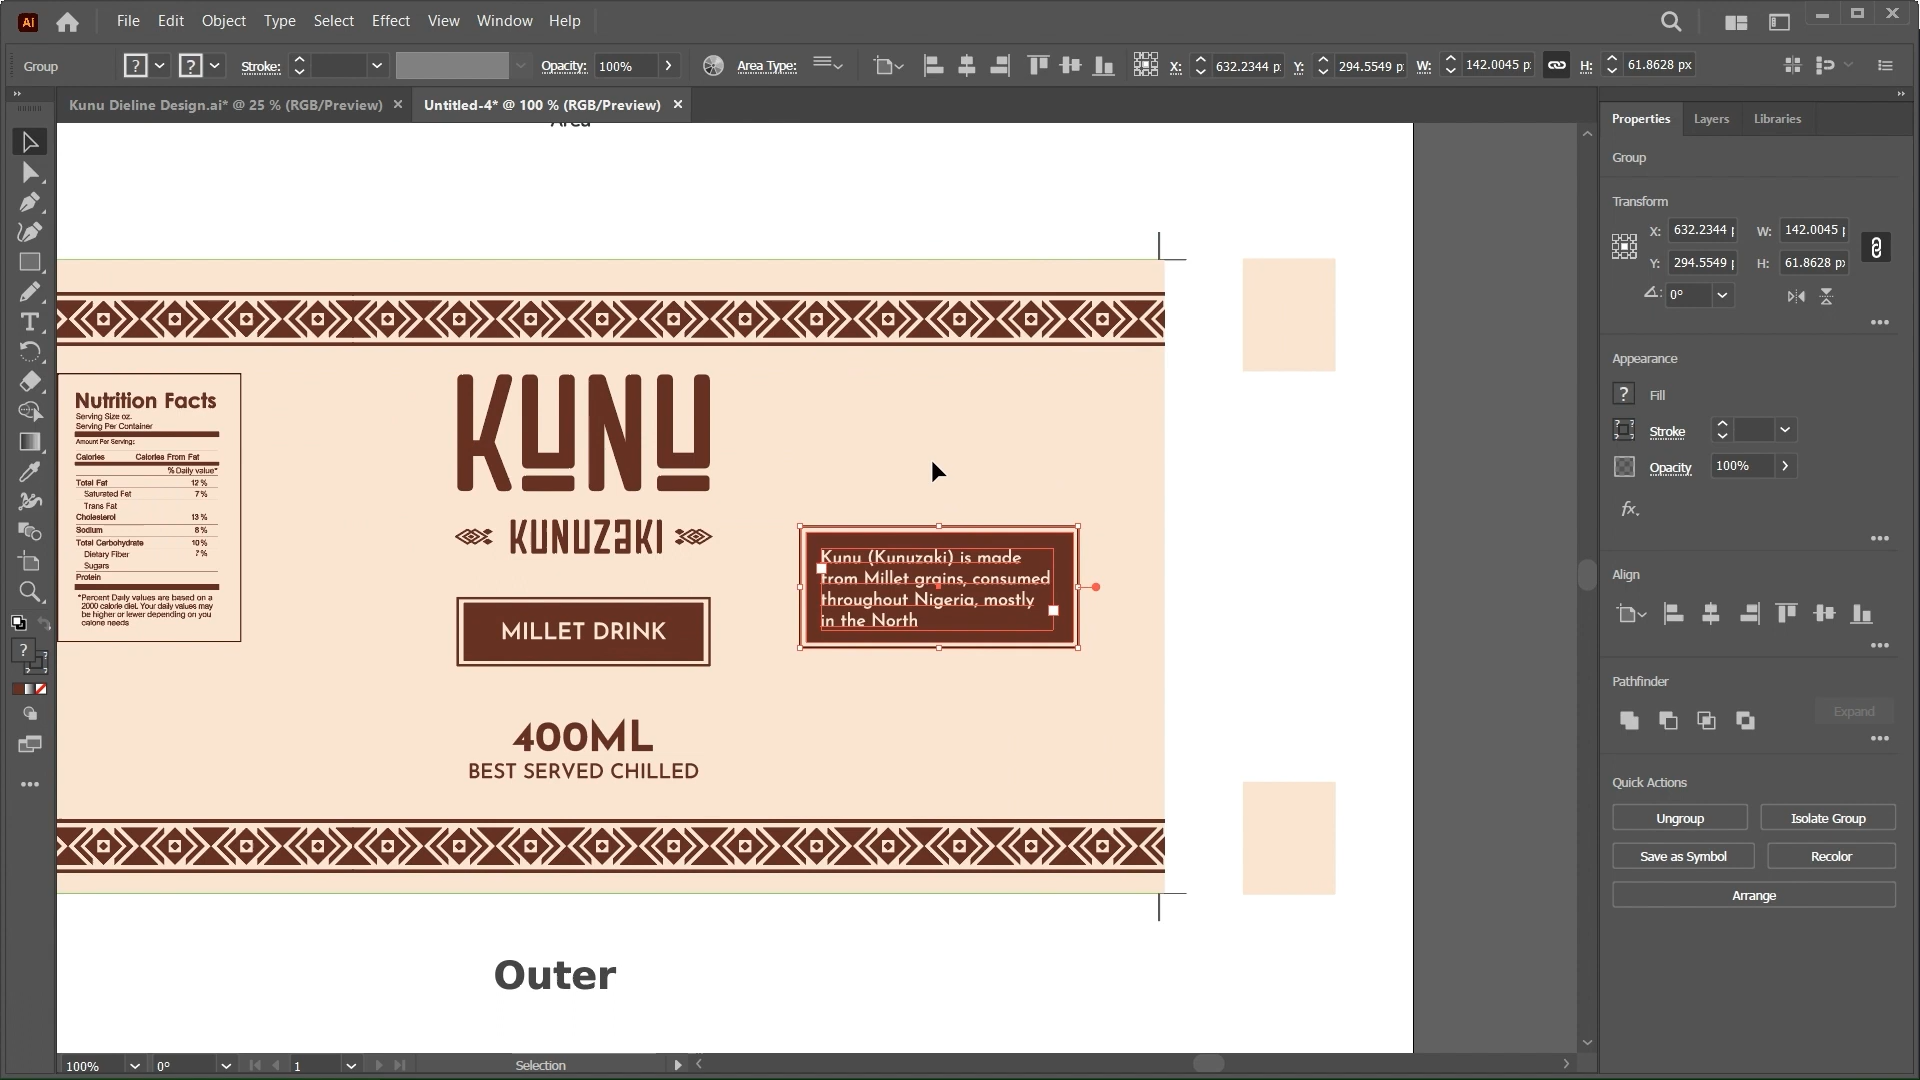 Ai
File Edit Object Type Select Effect View Window Help
Group
?
?
Stroke:
Opacity: 100%
Area Type:
X: 632.2344 p
Y: 294.5549 p
W: 142.0045 p
H: 61.8628 px
Kunu Dieline Design.ai* @ 25 % (RGB/Preview) ×
Untitled-4* @ 100 % (RGB/Preview) ×
Area
Nutrition Facts
Serving Size oz.
Serving Per Container
Amount Per Serving:
Calories Calories From Fat
% Daily value*
Total Fat 12 %
Saturated Fat 7 %
Trans Fat
Cholesterol 13 %
Sodium 8 %
Total Carbohydrate 10 %
Dietary Fiber ? %
Sugars
Protein
*Percent Daily values are based on a
2000 calorie diet. Your daily values may
be higher or lower depending on you
calorie needs
KUNU
KUNUZAKI
MILLET DRINK
400ML
BEST SERVED CHILLED
Kunu (Kunuzaki) is made
from Millet grains, consumed
throughout Nigeria, mostly
in the North
Outer
100%
0°
1
Selection
Properties Layers Libraries
Group
Transform
X: 632.2344 p
W: 142.0045 p
Y: 294.5549 p
H: 61.8628 px
0°
Appearance
? Fill
Stroke
Opacity 100%
fx.
Align
Pathfinder
Expand
Quick Actions
Ungroup
Isolate Group
Save as Symbol
Recolor
Arrange